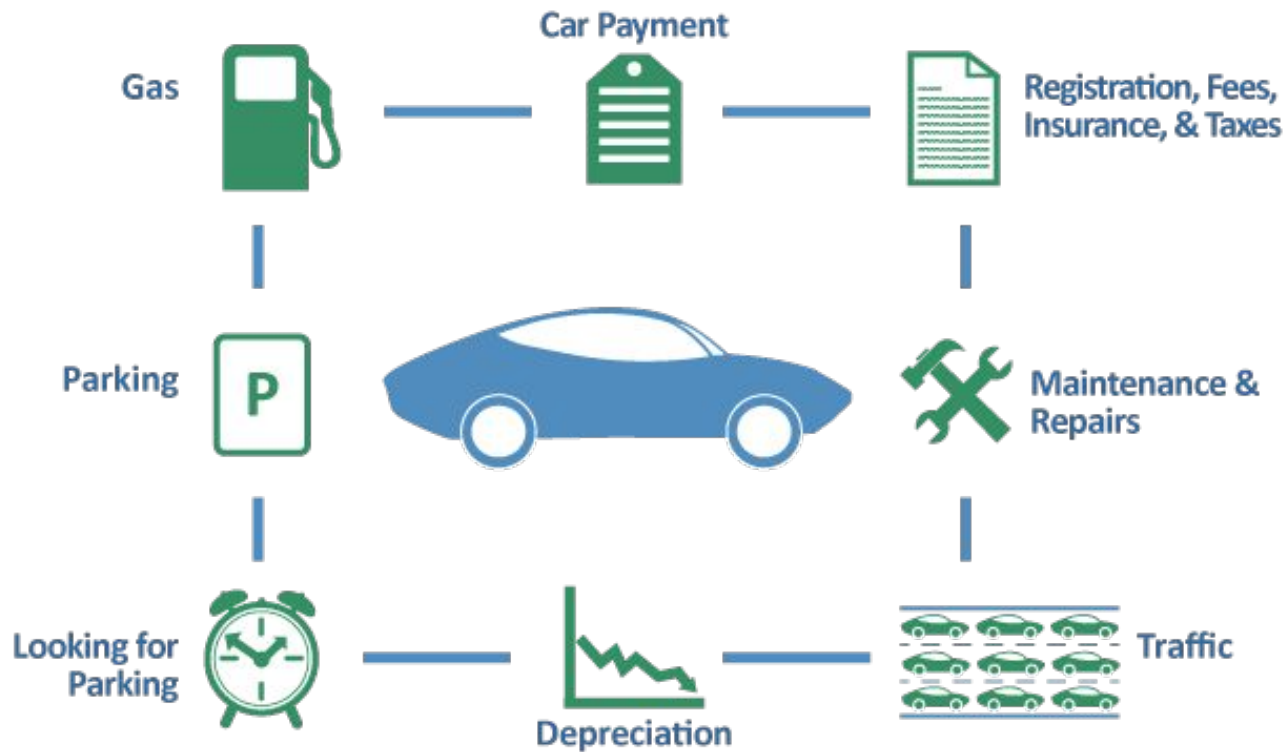 Car Payment
Gas
Registration, Fees,
Insurance, & Taxes
Parking
P
Maintenance &
Repairs
Looking for
Parking
Depreciation
Traffic